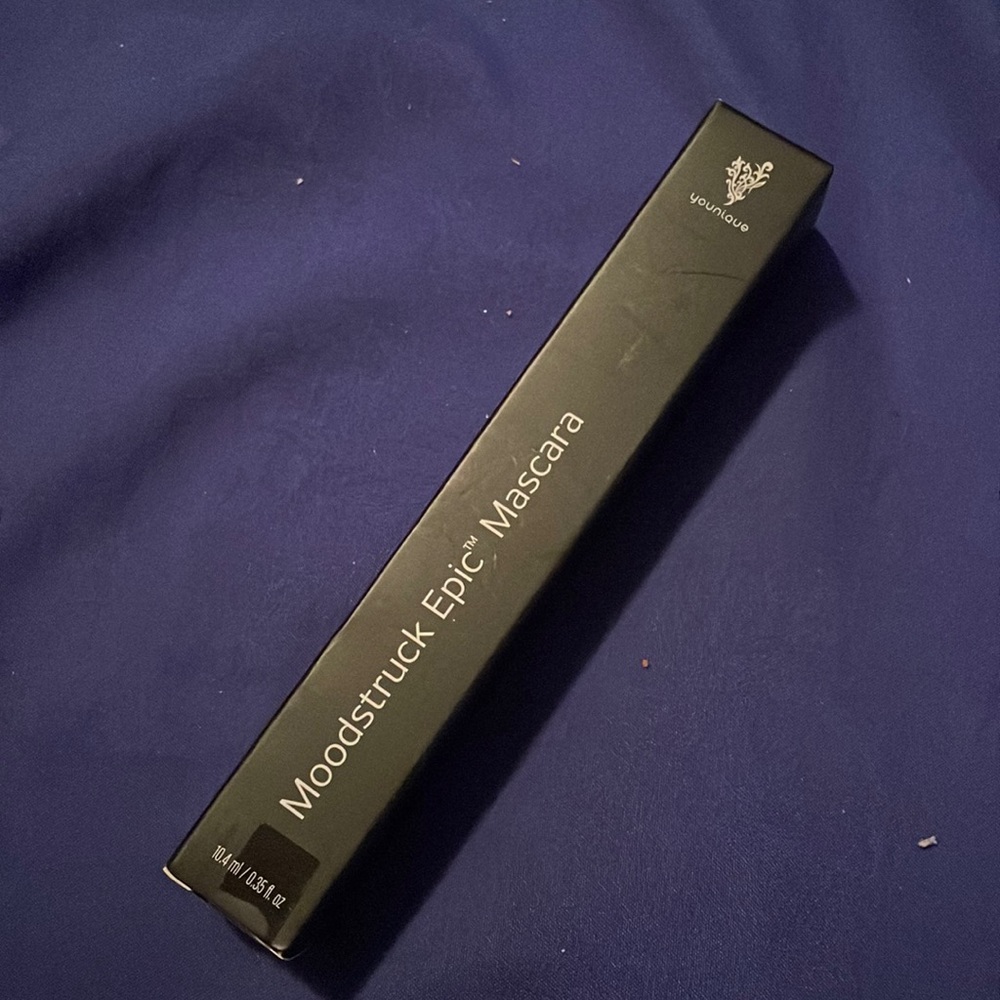 younique
Moodstruck Epic™ Mascara
10.4 ml / 0.35 fl. oz